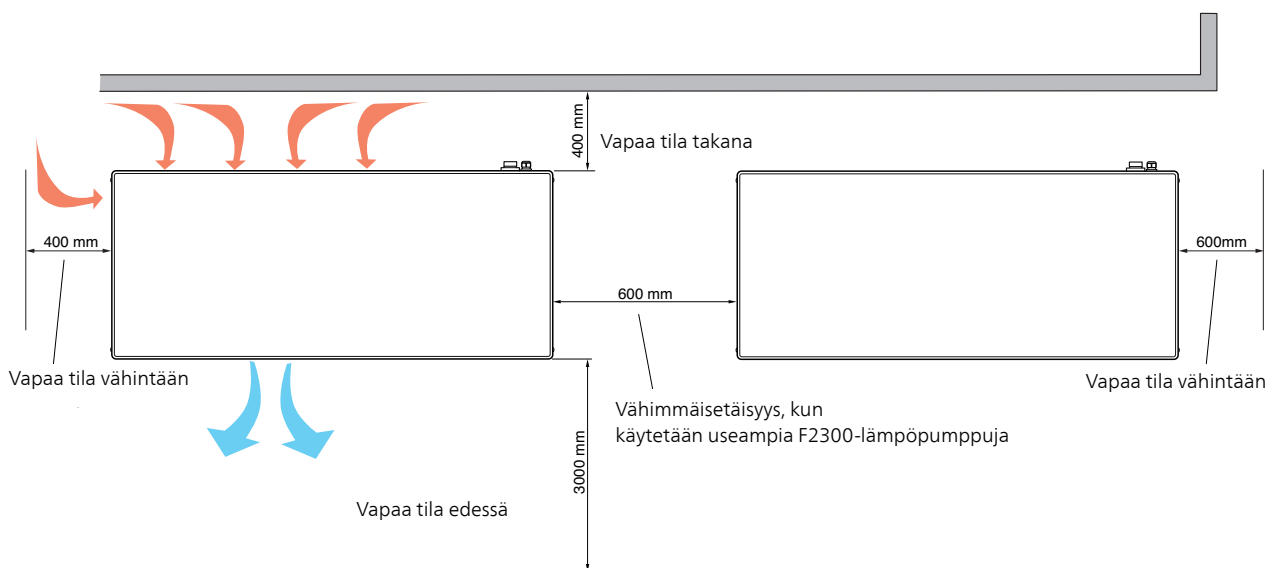 400 mm
Vapaa tila takana
400 mm
600 mm
600mm
Vapaa tila vähintään
Vapaa tila vähintään
Vähimmäisetäisyys, kun
käytetään useampia F2300-lämpöpumppuja
3000 mm
Vapaa tila edessä